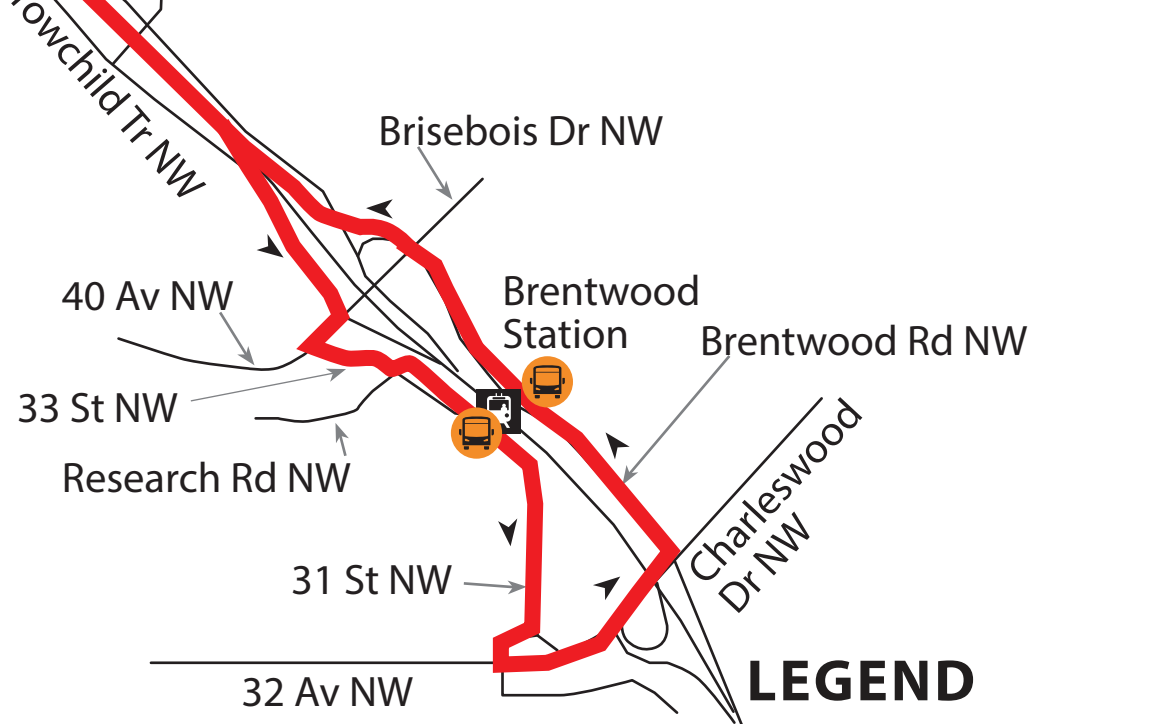 Tr NW
Brisebois Dr NW
40 Av NW
Brentwood
Station
Brentwood Rd NW
33 St NW
Research Rd NW
Charleswood
Dr NW
31 St NW
32 Av NW
LEGEND